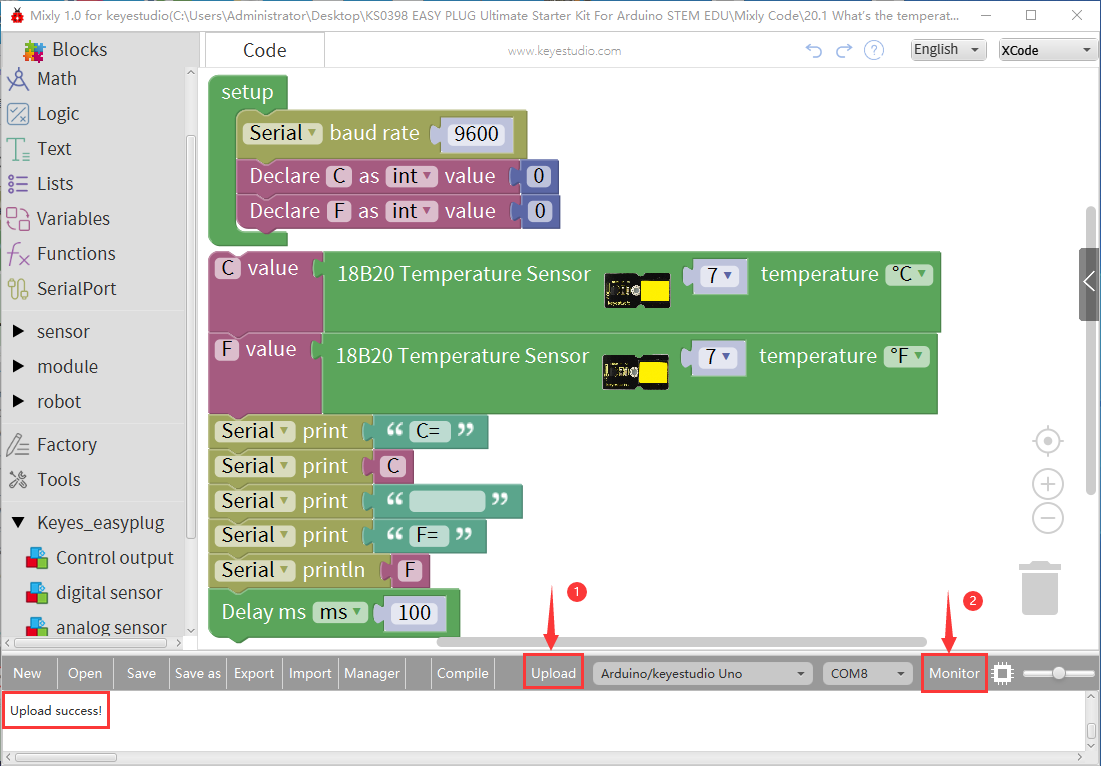 Mixly 1.0 for keyestudio(C:\Users\Administrator\Desktop\KS0398 EASY PLUG Ultimate Starter Kit For Arduino STEM EDU\Mixly Code\20.1 What's the temperat...
Blocks
Math
Logic
Text
Lists
Variables
Functions
SerialPort
sensor
module
robot
Factory
Tools
Keyes_easyplug
Control output
digital sensor
analog sensor
Code
www.keyestudio.com
English
XCode
setup
Serial baud rate 9600
Declare C as int value 0
Declare F as int value 0
C value 18B20 Temperature Sensor 7 temperature °C
F value 18B20 Temperature Sensor 7 temperature °F
Serial print “ C= ”
Serial print C
Serial print “ ”
Serial print “ F= ”
Serial println F
Delay ms ms 100
1
2
New Open Save Save as Export Import Manager Compile Upload Arduino/keyestudio Uno COM8 Monitor
Upload success!